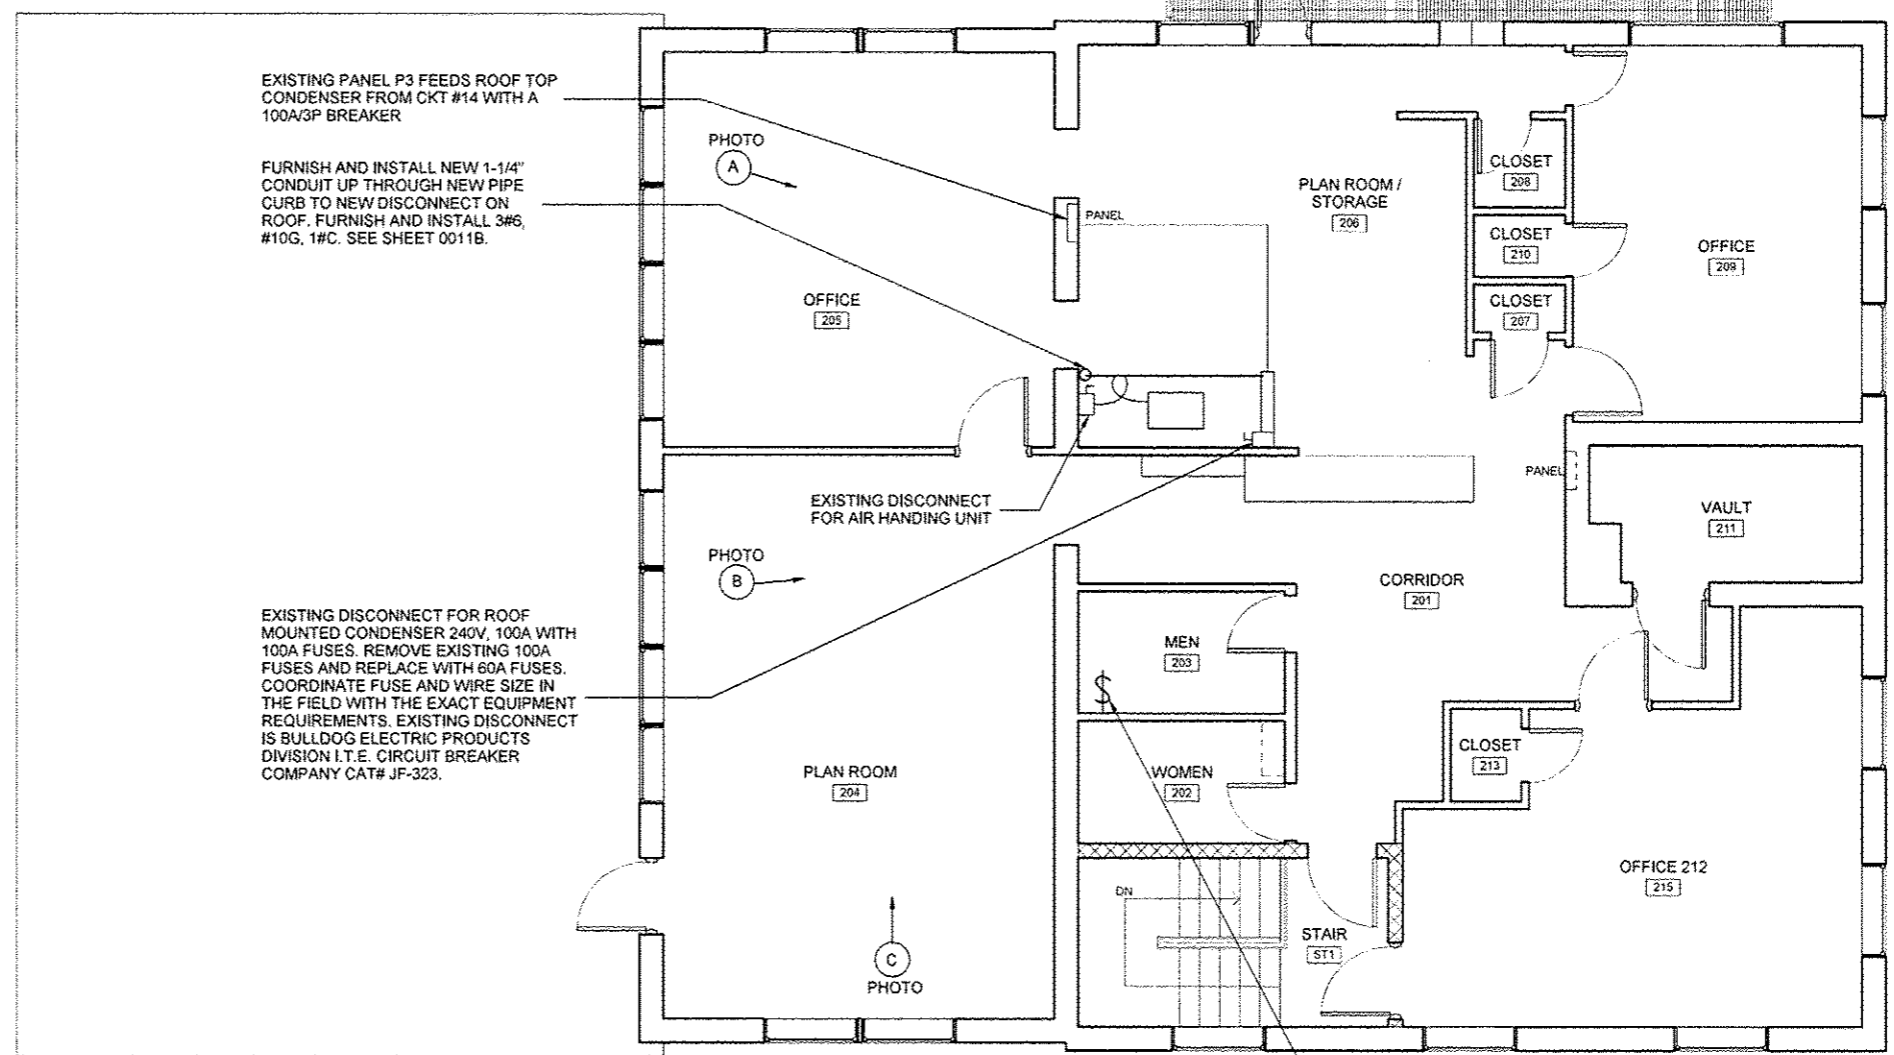 EXISTING PANEL P3 FEEDS ROOF TOP
CONDENSER FROM CKT #14 WITH A
100A/3P BREAKER
FURNISH AND INSTALL NEW 1-1/4"
CONDUIT UP THROUGH NEW PIPE
CURB TO NEW DISCONNECT ON
ROOF. FURNISH AND INSTALL 3#6,
#10G, 1#C. SEE SHEET 0011B.
PHOTO
A
PANEL
PLAN ROOM /
STORAGE
206
CLOSET
208
CLOSET
210
CLOSET
207
OFFICE
209
OFFICE
205
EXISTING DISCONNECT
FOR AIR HANDING UNIT
PANEL
VAULT
211
PHOTO
B
CORRIDOR
201
EXISTING DISCONNECT FOR ROOF
MOUNTED CONDENSER 240V, 100A WITH
100A FUSES. REMOVE EXISTING 100A
FUSES AND REPLACE WITH 60A FUSES.
COORDINATE FUSE AND WIRE SIZE IN
THE FIELD WITH THE EXACT EQUIPMENT
REQUIREMENTS. EXISTING DISCONNECT
IS BULLDOG ELECTRIC PRODUCTS
DIVISION I.T.E. CIRCUIT BREAKER
COMPANY CAT# JF-323.
MEN
203
$
PLAN ROOM
204
WOMEN
202
CLOSET
213
OFFICE 212
215
DN
STAIR
ST1
C
PHOTO